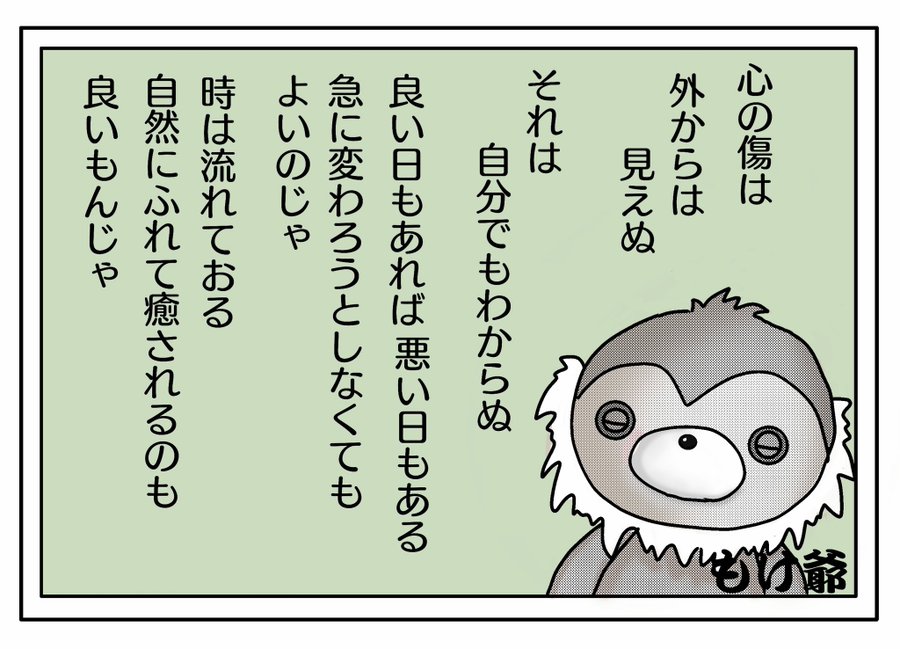 心の傷は
外からは
見えぬ
それは
自分でもわからぬ
良い日もあれば悪い日もある
急に変わろうとしなくても
よいのじゃ
時は流れておる
自然にふれて癒されるのも
良いもんじゃ
もけ爺